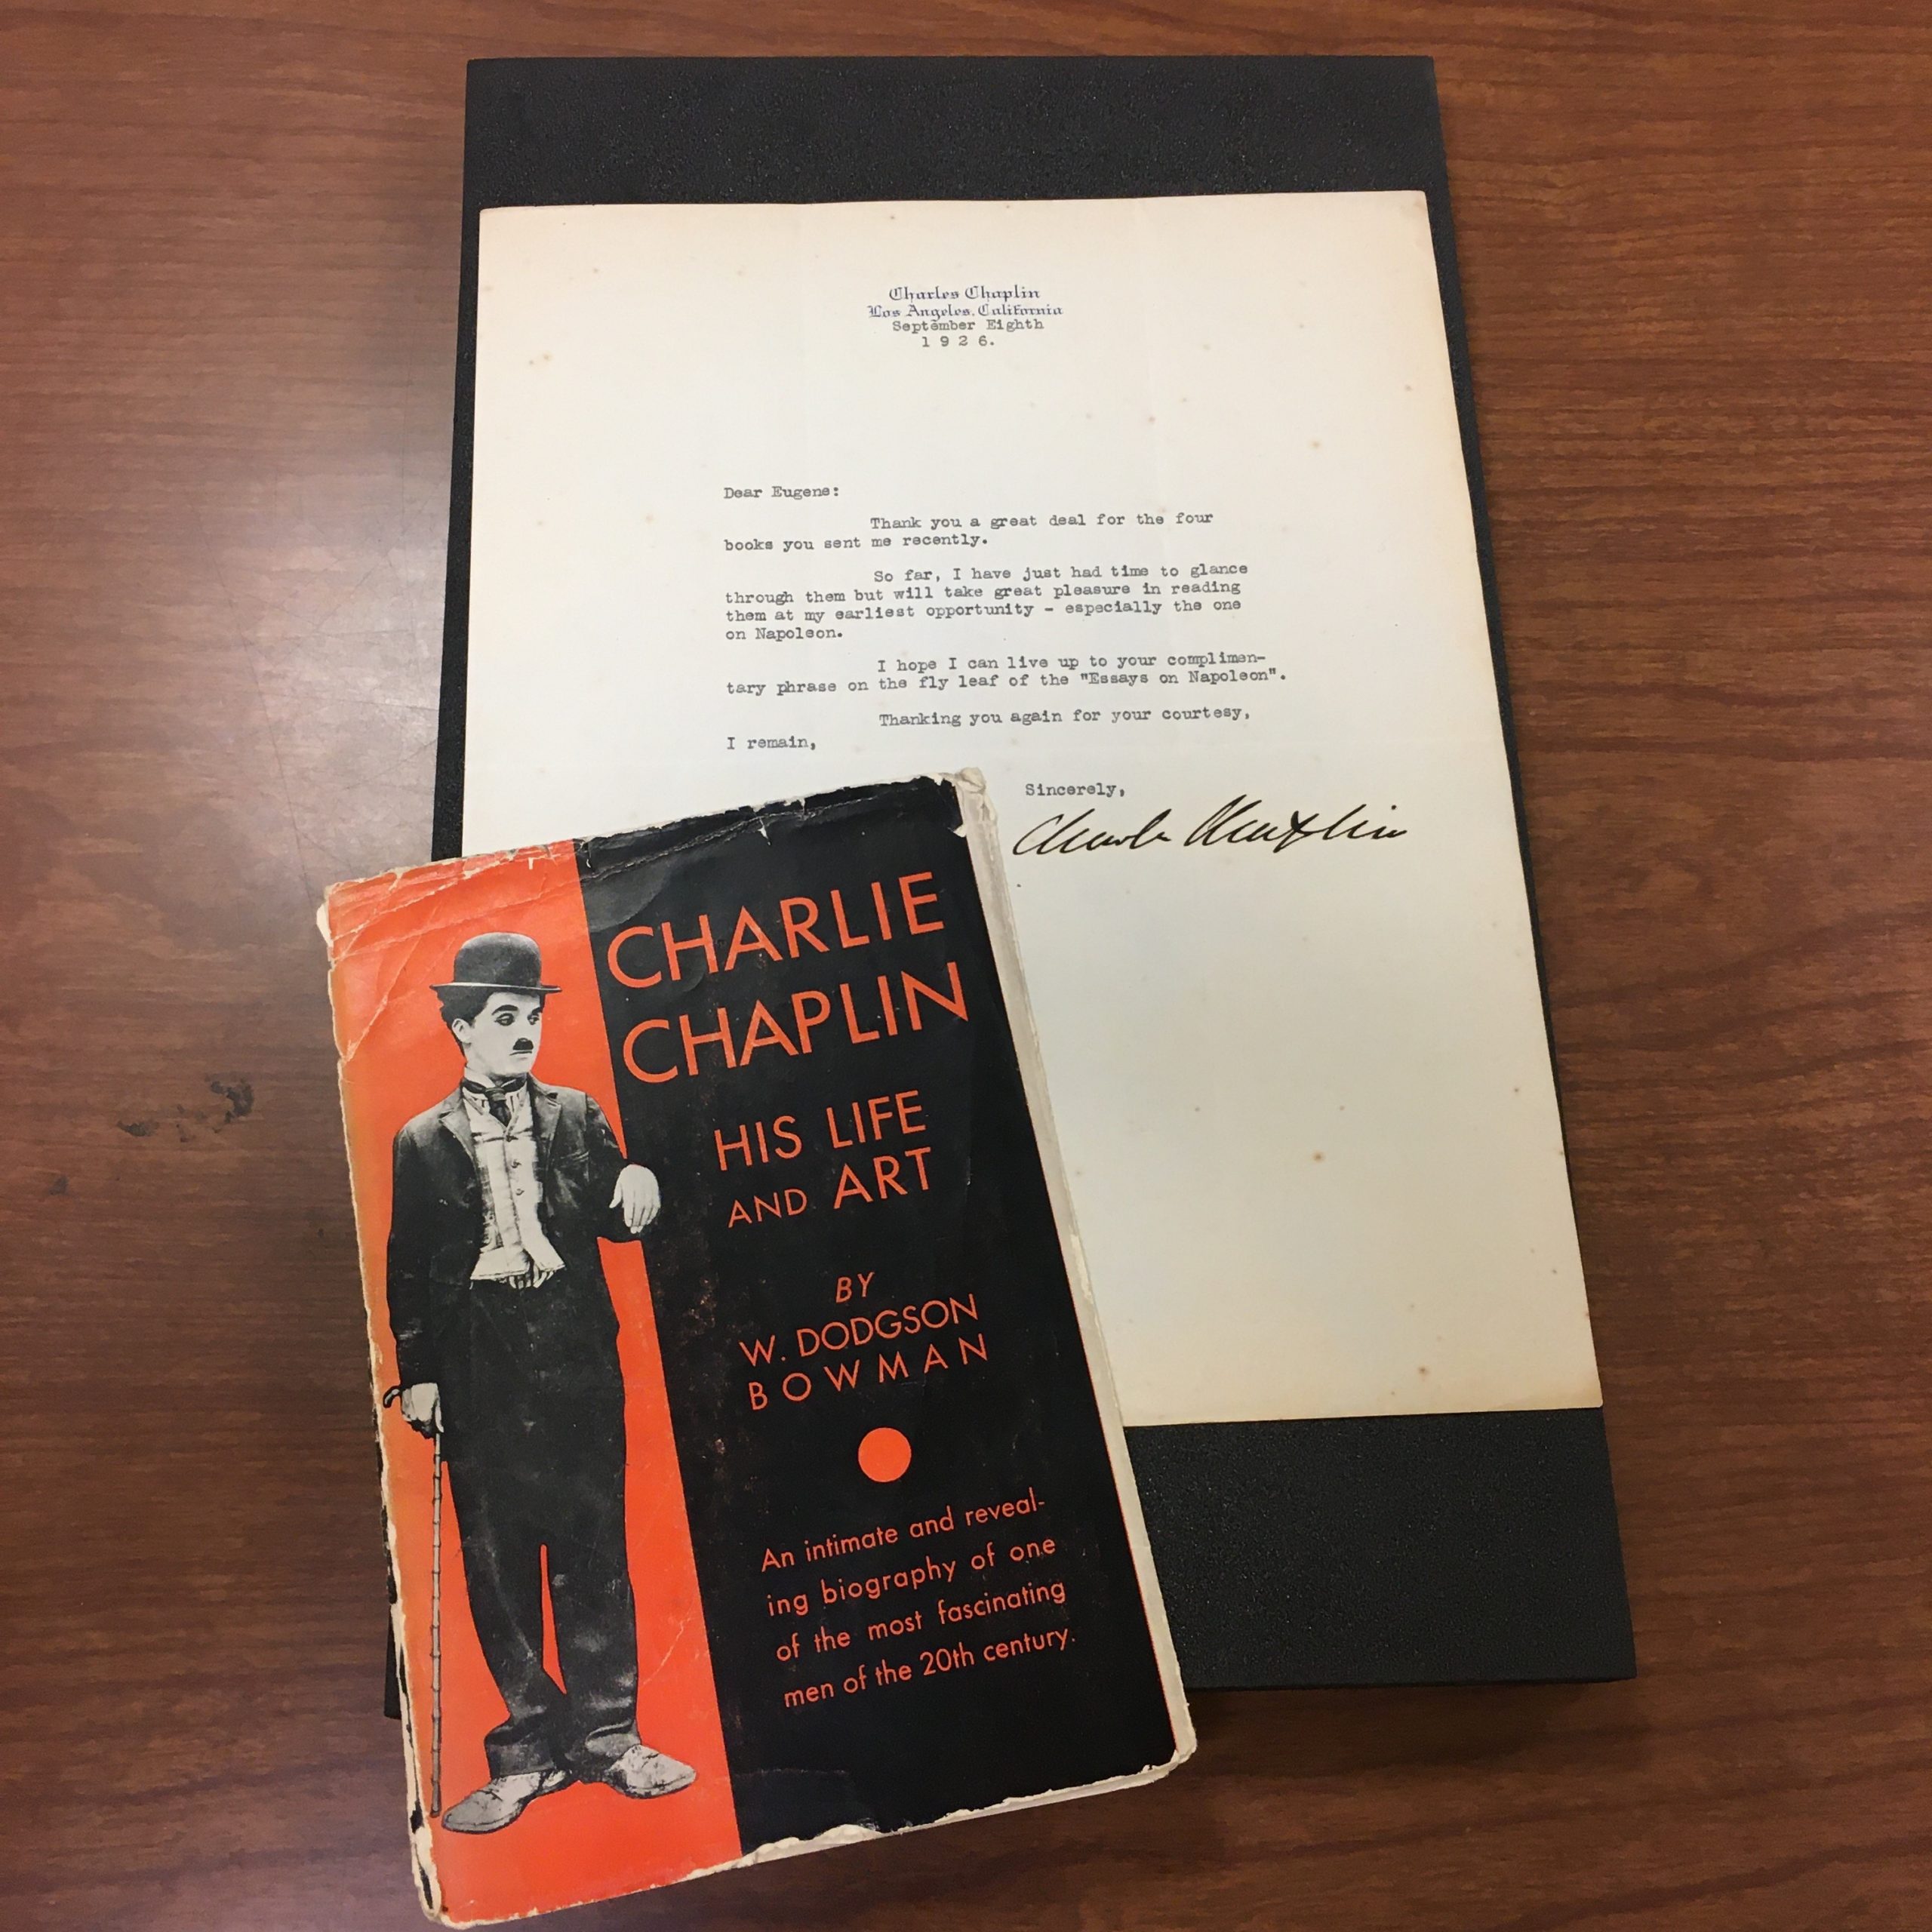 Charles Chaplin
Los Angeles, California
September Eighth
1 9 2 6.
Dear Eugene:
Thank you a great deal for the four
books you sent me recently.
So far, I have just had time to glance
through them but will take great pleasure in reading
them at my earliest opportunity - especially the one
on Napoleon.
I hope I can live up to your complimen-
tary phrase on the fly leaf of the "Essays on Napoleon".
Thanking you again for your courtesy,
I remain,
Sincerely,
Charlie Chaplin
CHARLIE
CHAPLIN
HIS LIFE
AND ART
BY
W. DODGSON
BOWMAN
An intimate and reveal-
ing biography of one
of the most fascinating
men of the 20th century.